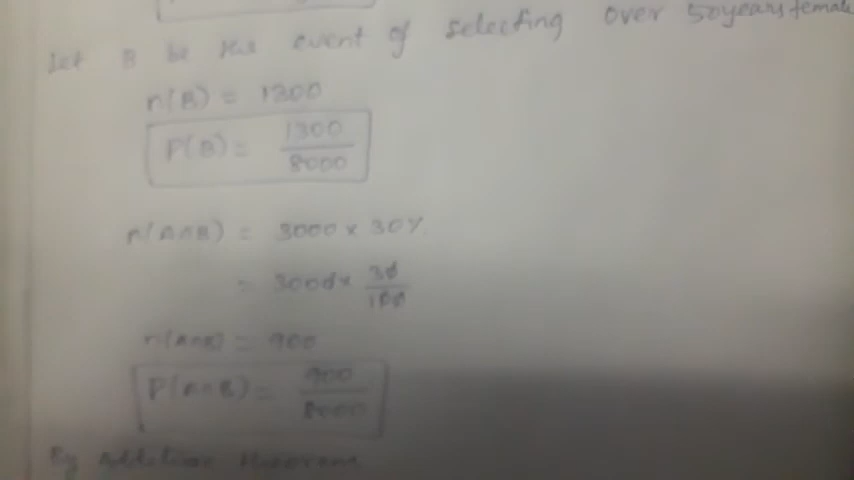 Let B be the event of selecting over 50years female
n(B) = 1300
P(B) = 1300/8000
n(A∩B) = 3000 × 30%
= 3000 × 30/100
n(A∩B) = 900
P(A∩B) = 900/8000
By Addition Theorem